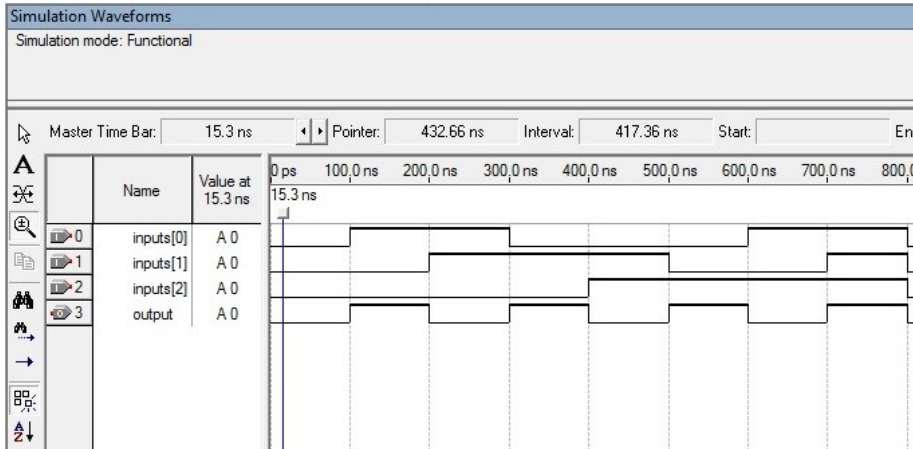 Simulation Waveforms
Simulation mode: Functional
Master Time Bar: 15.3 ns Pointer: 432.66 ns Interval: 417.36 ns Start: En
A
Name Value at 15.3 ns 0 ps 100.0 ns 200.0 ns 300.0 ns 400.0 ns 500.0 ns 600.0 ns 700.0 ns 800.0
15.3 ns
0 inputs[0] A 0
1 inputs[1] A 0
2 inputs[2] A 0
3 output A 0
A
Z